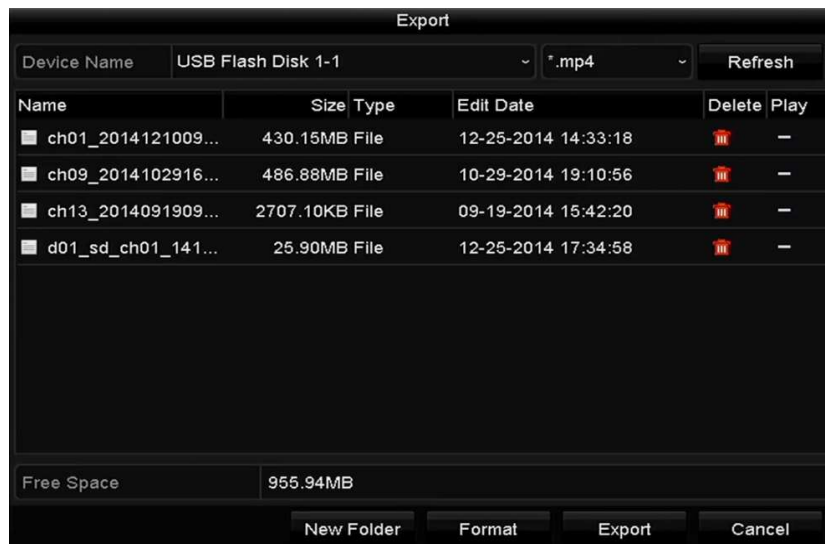 Export
Device Name USB Flash Disk 1-1 *.mp4 Refresh
Name Size Type Edit Date Delete Play
ch01_2014121009... 430.15MB File 12-25-2014 14:33:18
ch09_2014102916... 486.88MB File 10-29-2014 19:10:56
ch13_2014091909... 2707.10KB File 09-19-2014 15:42:20
d01_sd_ch01_141... 25.90MB File 12-25-2014 17:34:58
Free Space 955.94MB
New Folder Format Export Cancel